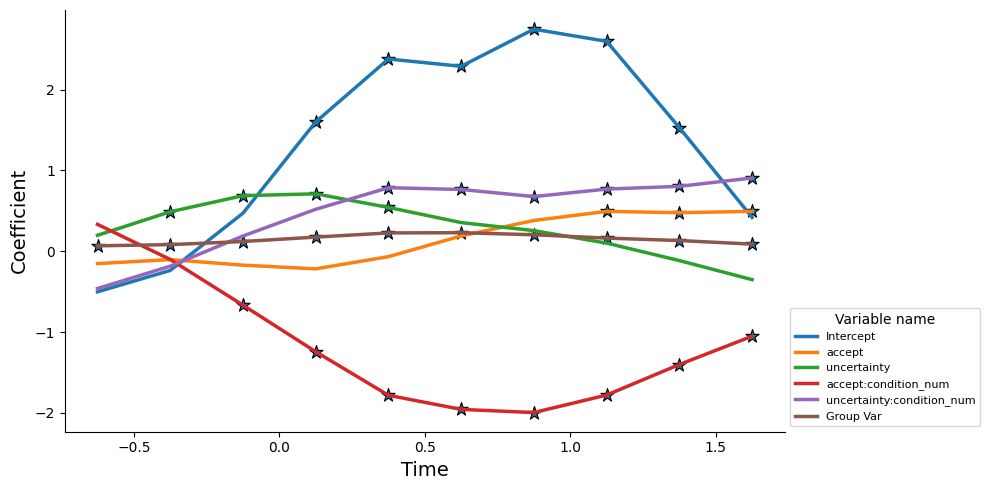 Coefficient
2
1
0
−1
−2
−0.5
0.0
0.5
1.0
1.5
Time
Variable name
Intercept
accept
uncertainty
accept:condition_num
uncertainty:condition_num
Group Var